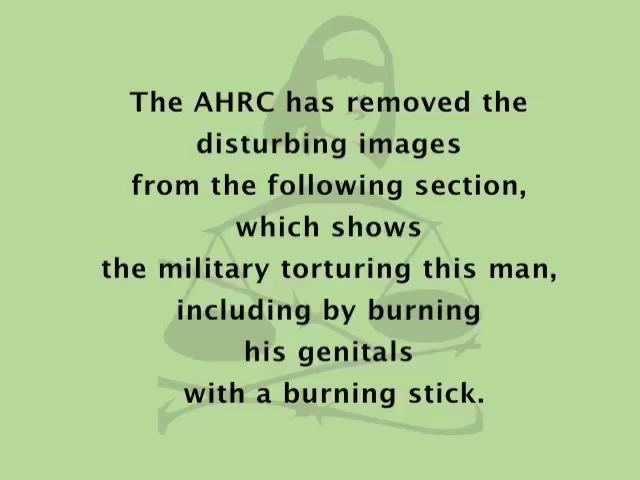 The AHRC has removed the
disturbing images
from the following section,
which shows
the military torturing this man,
including by burning
his genitals
with a burning stick.